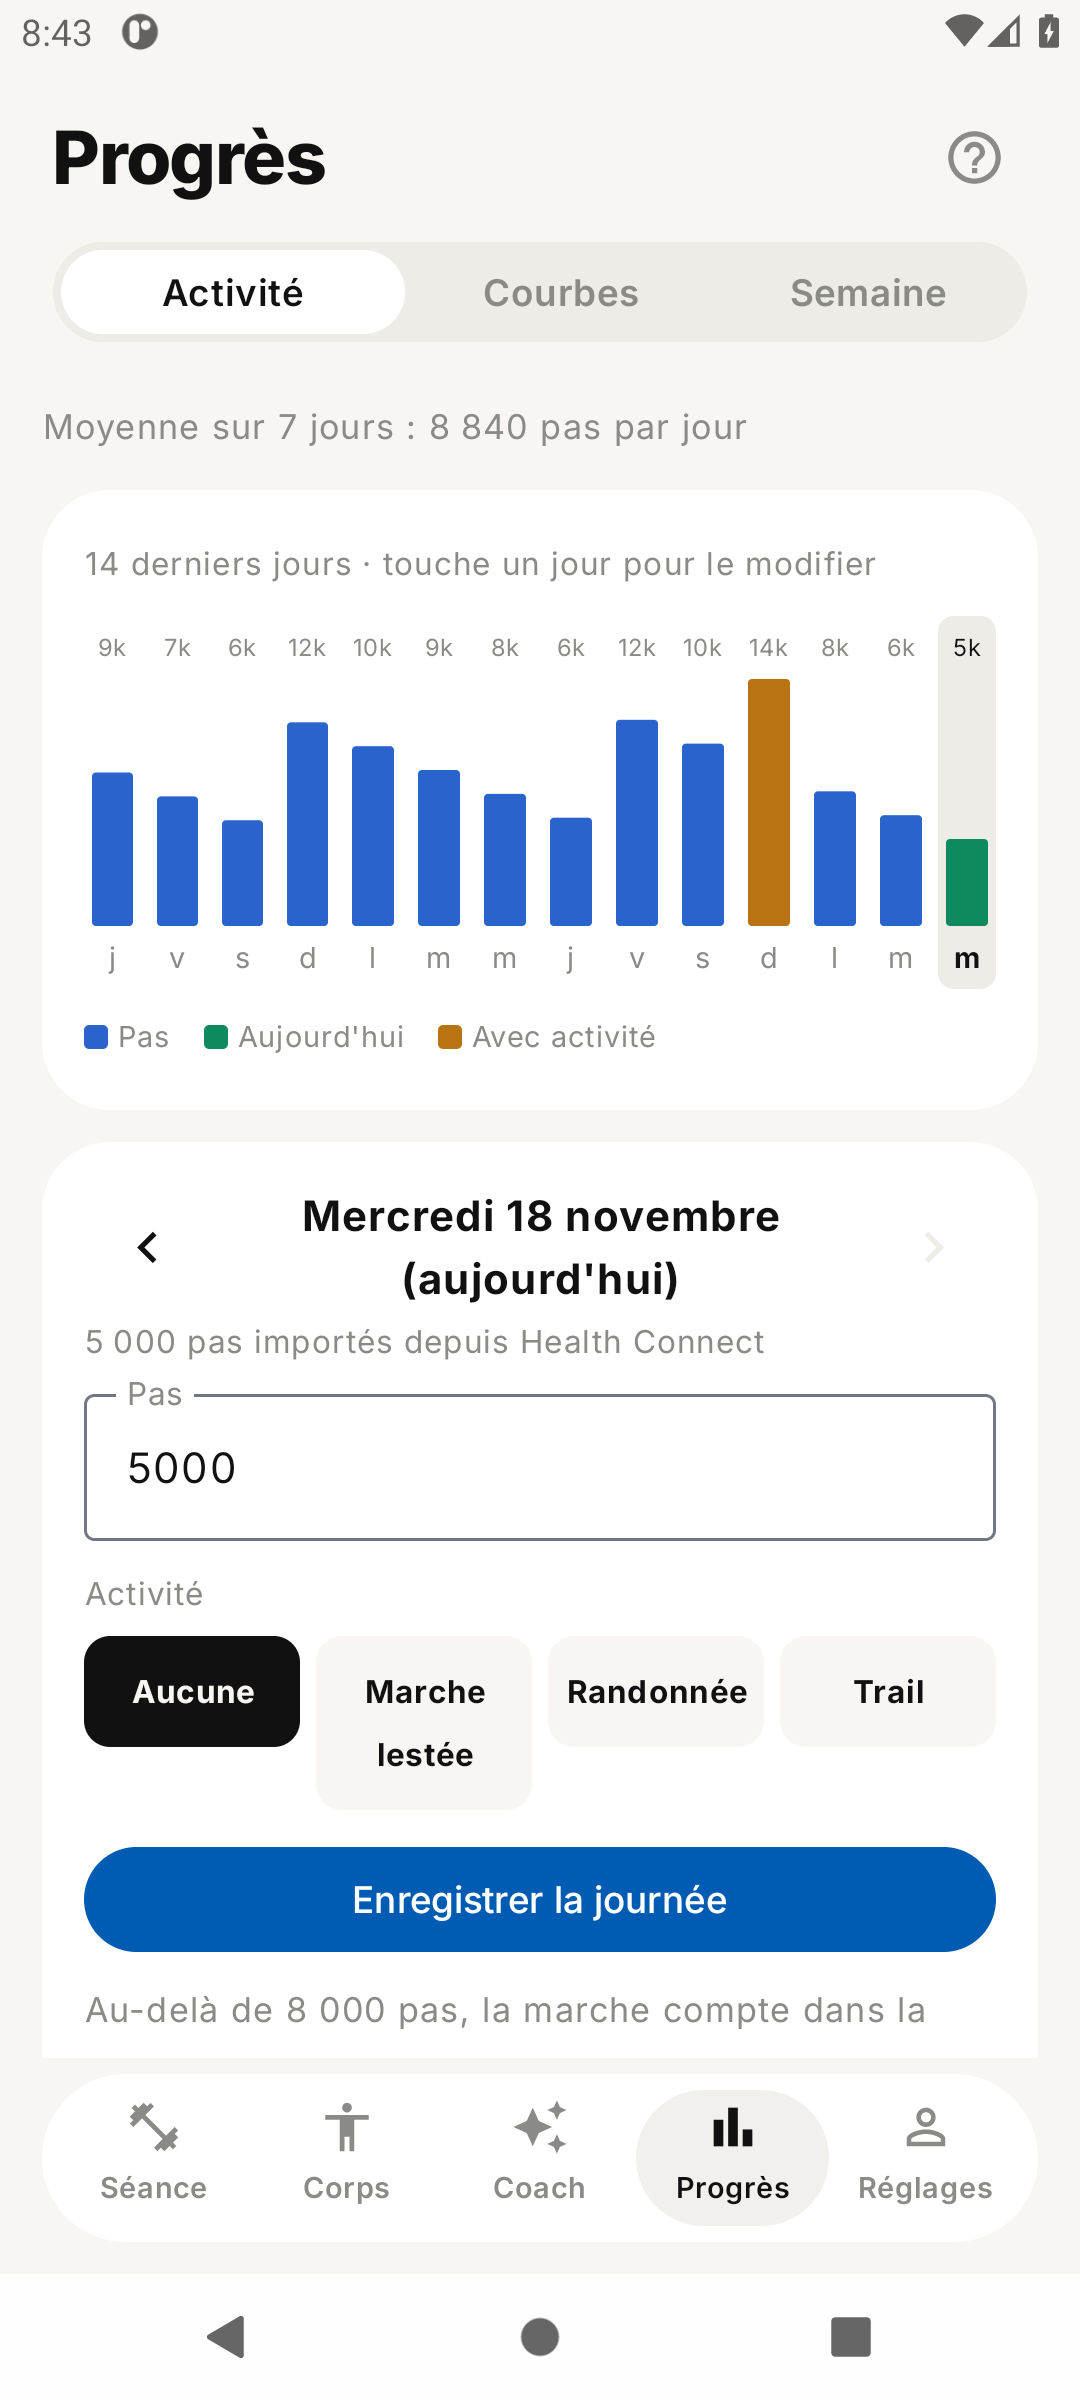 8:43
Progrès
Activité Courbes Semaine
Moyenne sur 7 jours : 8 840 pas par jour
14 derniers jours · touche un jour pour le modifier
9k 7k 6k 12k 10k 9k 8k 6k 12k 10k 14k 8k 6k 5k
j v s d l m m j v s d l m m
Pas Aujourd'hui Avec activité
Mercredi 18 novembre
(aujourd'hui)
5 000 pas importés depuis Health Connect
Pas
5000
Activité
Aucune Marche Randonnée Trail
lestée
Enregistrer la journée
Au-delà de 8 000 pas, la marche compte dans la
Séance Corps Coach Progrès Réglages